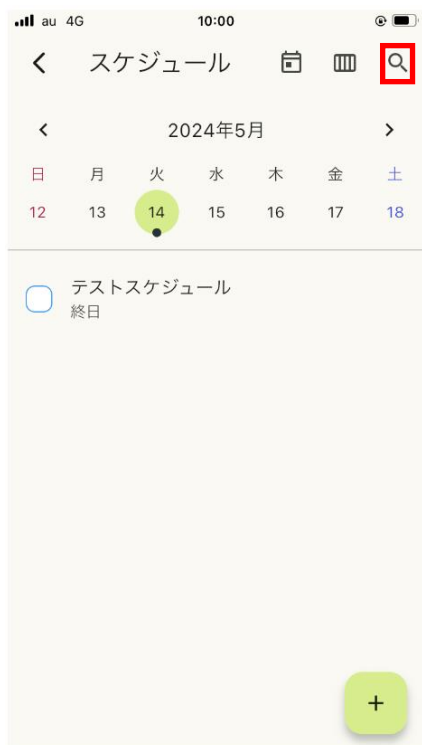 au 4G 10:00
スケジュール
2024年5月
日 月 火 水 木 金 土
12 13 14 15 16 17 18
テストスケジュール
終日